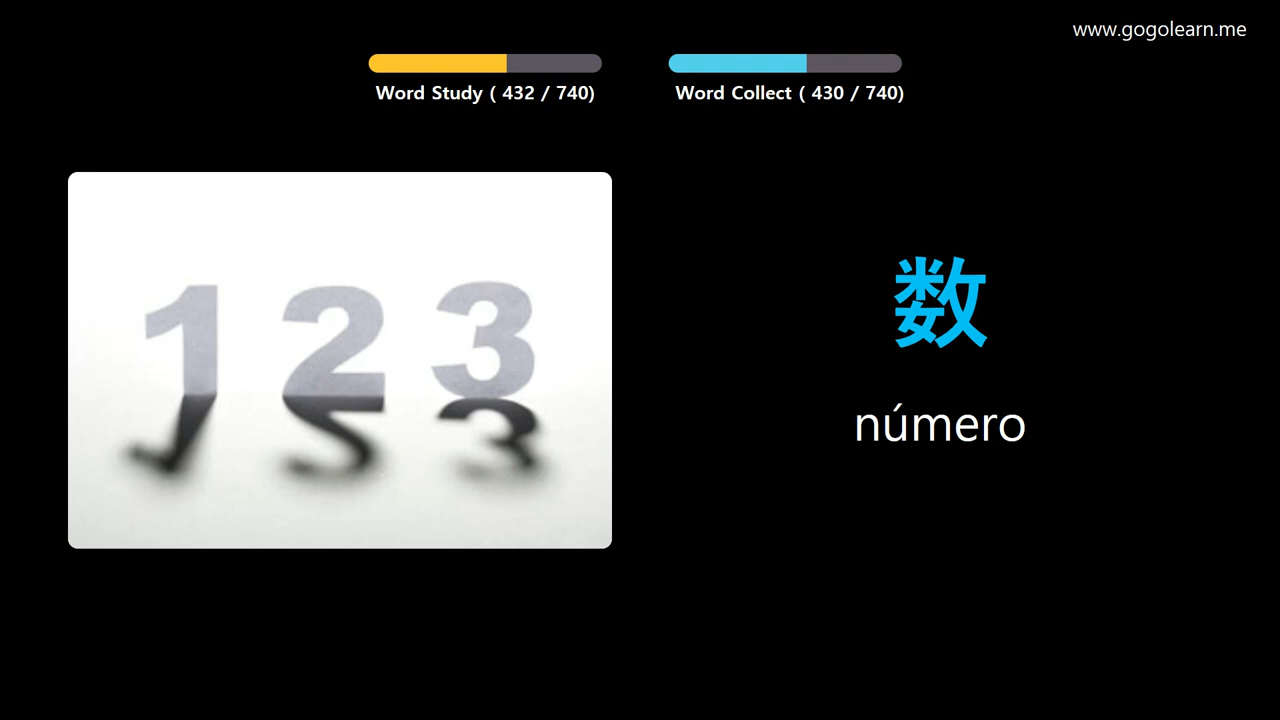 www.gogolearn.me
Word Study ( 432 / 740)
Word Collect ( 430 / 740)
1 2 3
数
número